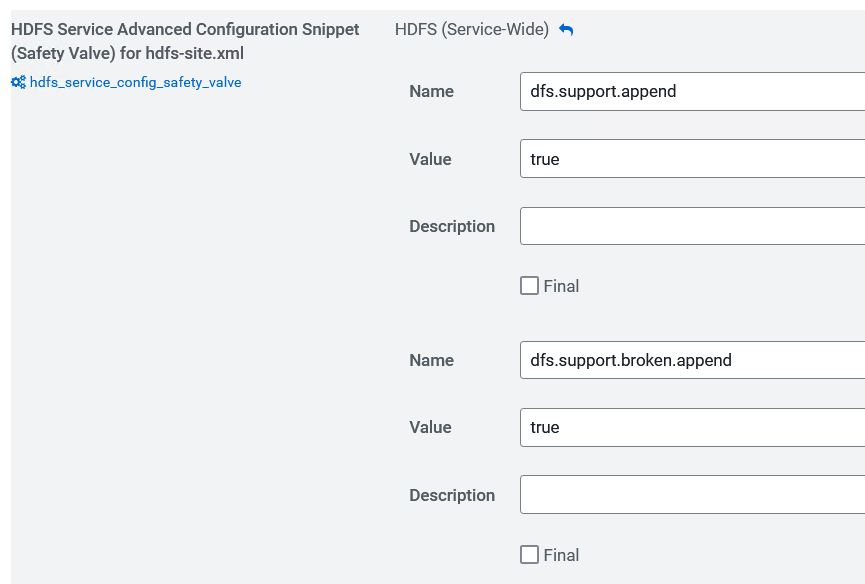 HDFS Service Advanced Configuration Snippet
(Safety Valve) for hdfs-site.xml
hdfs_service_config_safety_valve
HDFS (Service-Wide)
Name
dfs.support.append
Value
true
Description
Final
Name
dfs.support.broken.append
Value
true
Description
Final